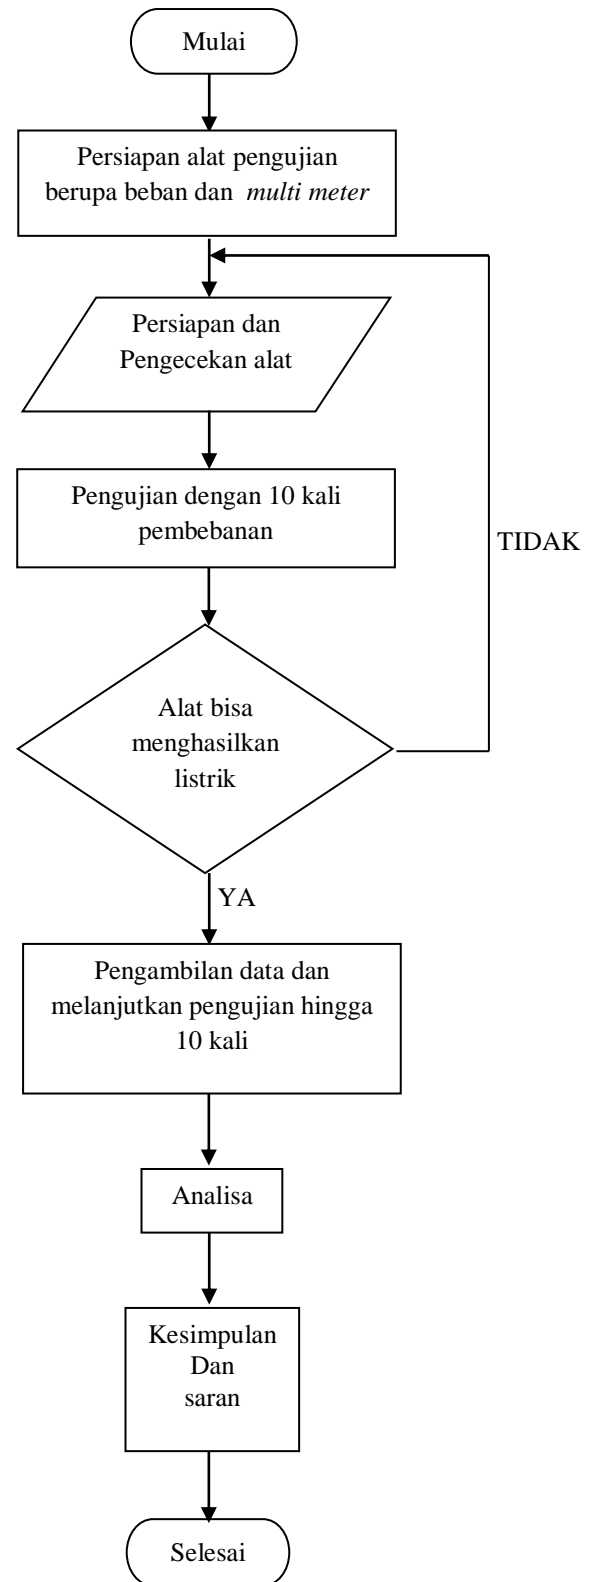 Mulai
Persiapan alat pengujian
berupa beban dan multi meter
Persiapan dan
Pengecekan alat
Pengujian dengan 10 kali
pembebanan
TIDAK
Alat bisa
menghasilkan
listrik
YA
Pengambilan data dan
melanjutkan pengujian hingga
10 kali
Analisa
Kesimpulan
Dan
saran
Selesai